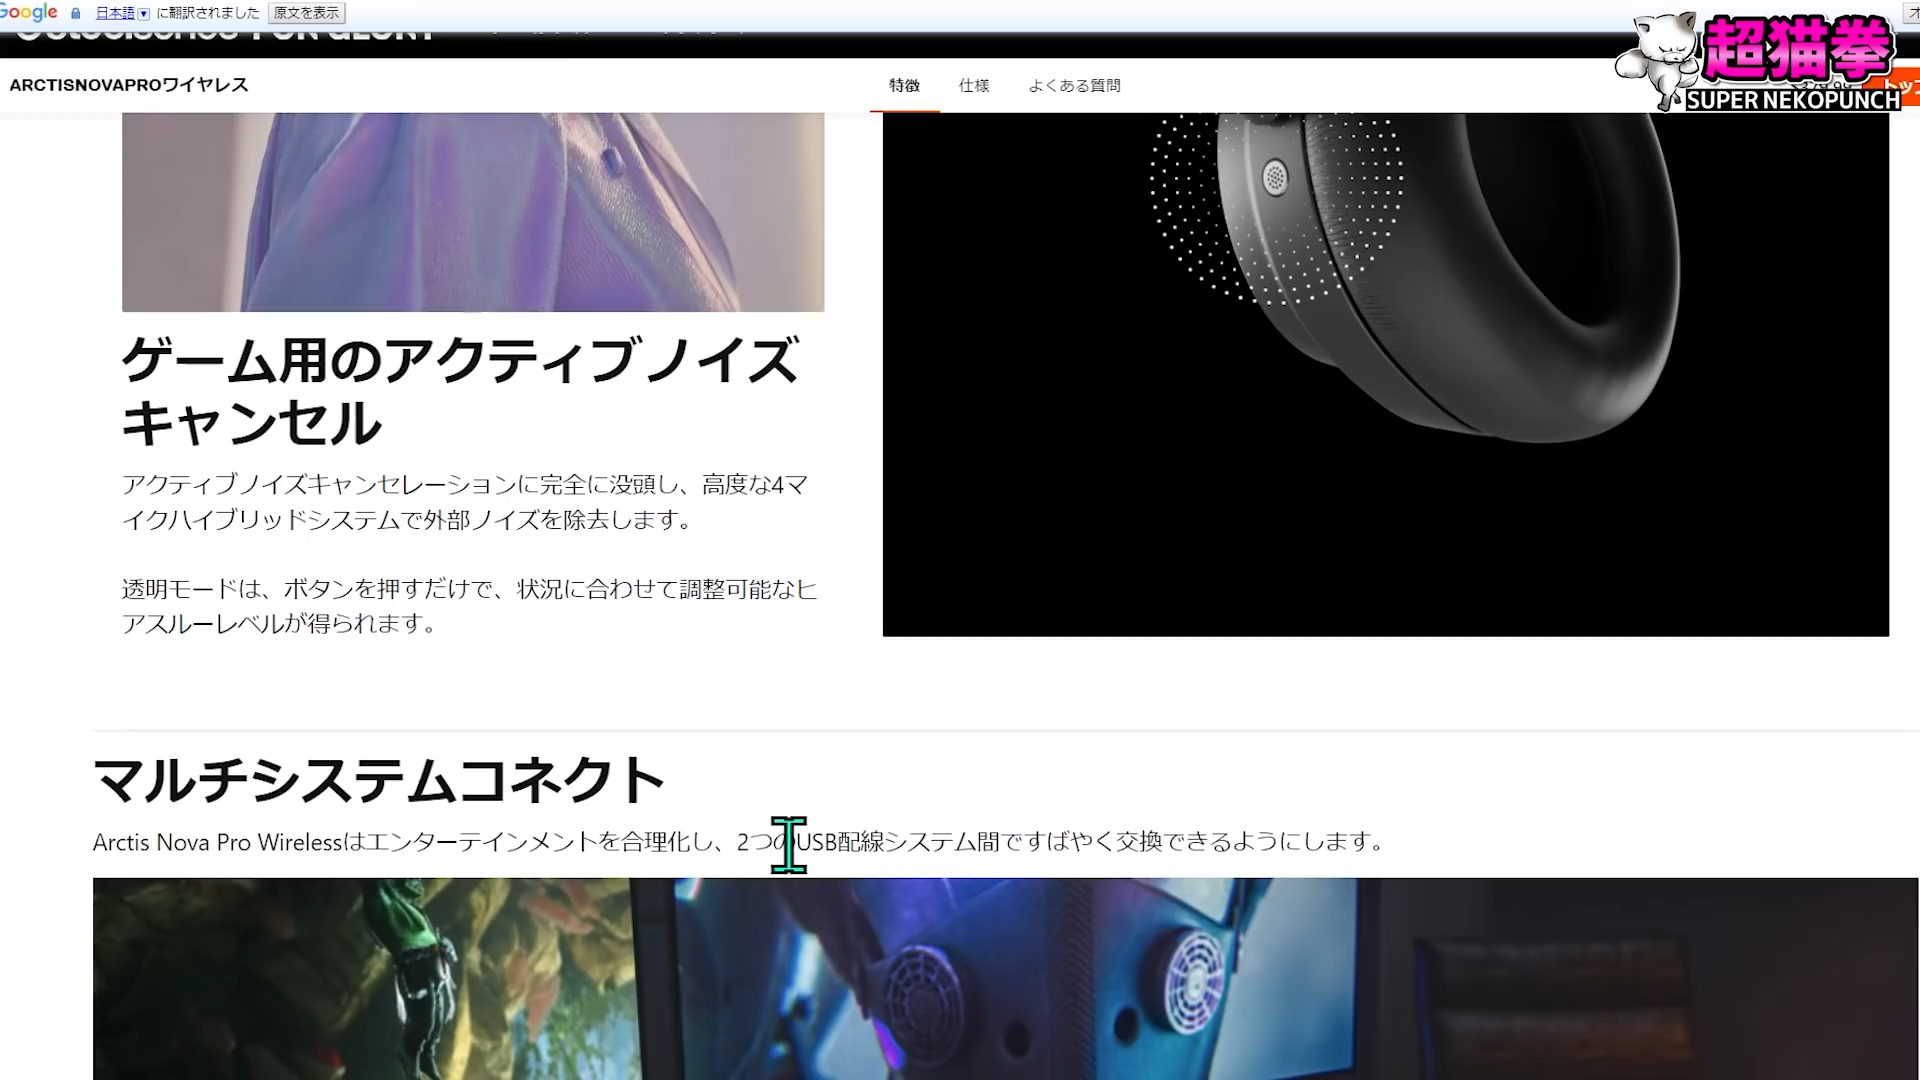 Google 日本語 に翻訳されました 原文を表示
超猫拳
SUPER NEKOPUNCH
ARCTISNOVAPROワイヤレス 特徴 仕様 よくある質問
ゲーム用のアクティブノイズ
キャンセル
アクティブノイズキャンセレーションに完全に没頭し、高度な4マ
イクハイブリッドシステムで外部ノイズを除去します。
透明モードは、ボタンを押すだけで、状況に合わせて調整可能なヒ
アスルーレベルが得られます。
マルチシステムコネクト
Arctis Nova Pro Wirelessはエンターテインメントを合理化し、2つのUSB配線システム間ですばやく交換できるようにします。